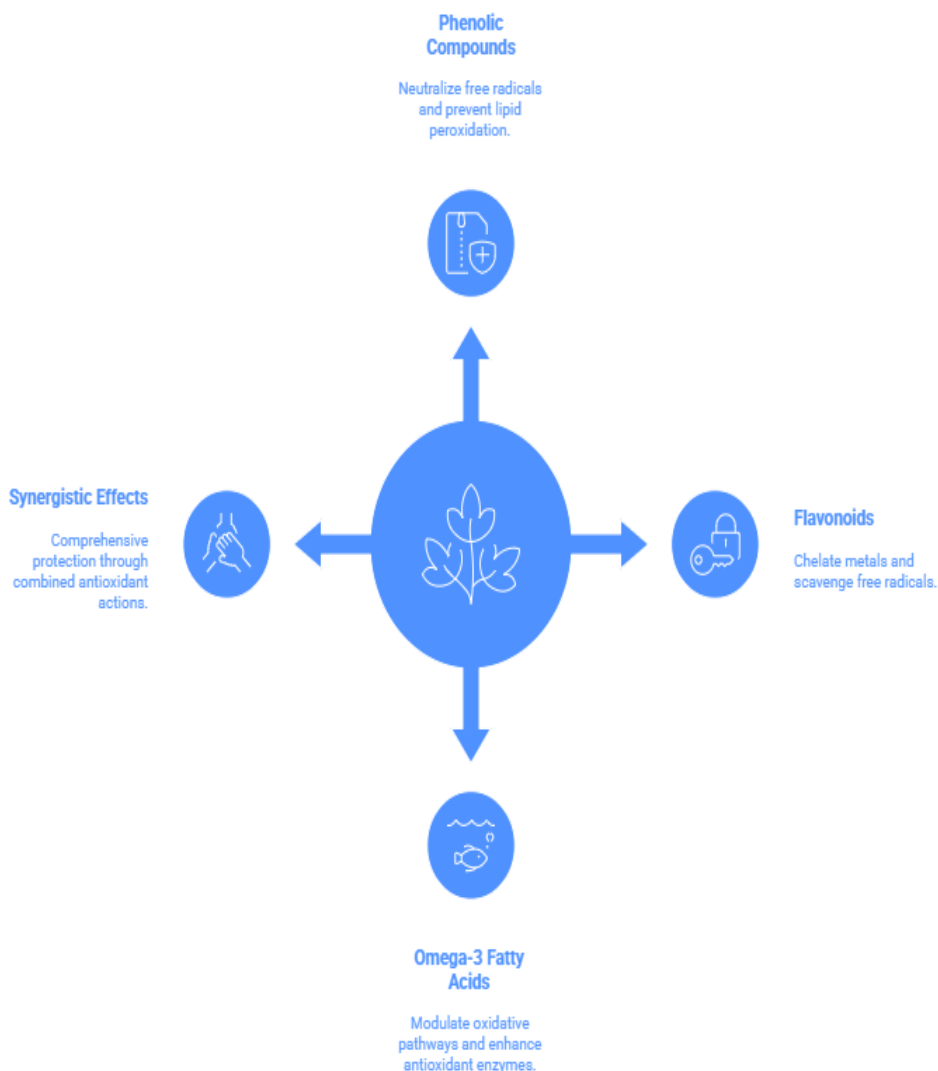 Phenolic
Compounds
Neutralize free radicals
and prevent lipid
peroxidation.
Synergistic Effects
Comprehensive
protection through
combined antioxidant
actions.
Flavonoids
Chelate metals and
scavenge free radicals.
Omega-3 Fatty
Acids
Modulate oxidative
pathways and enhance
antioxidant enzymes.